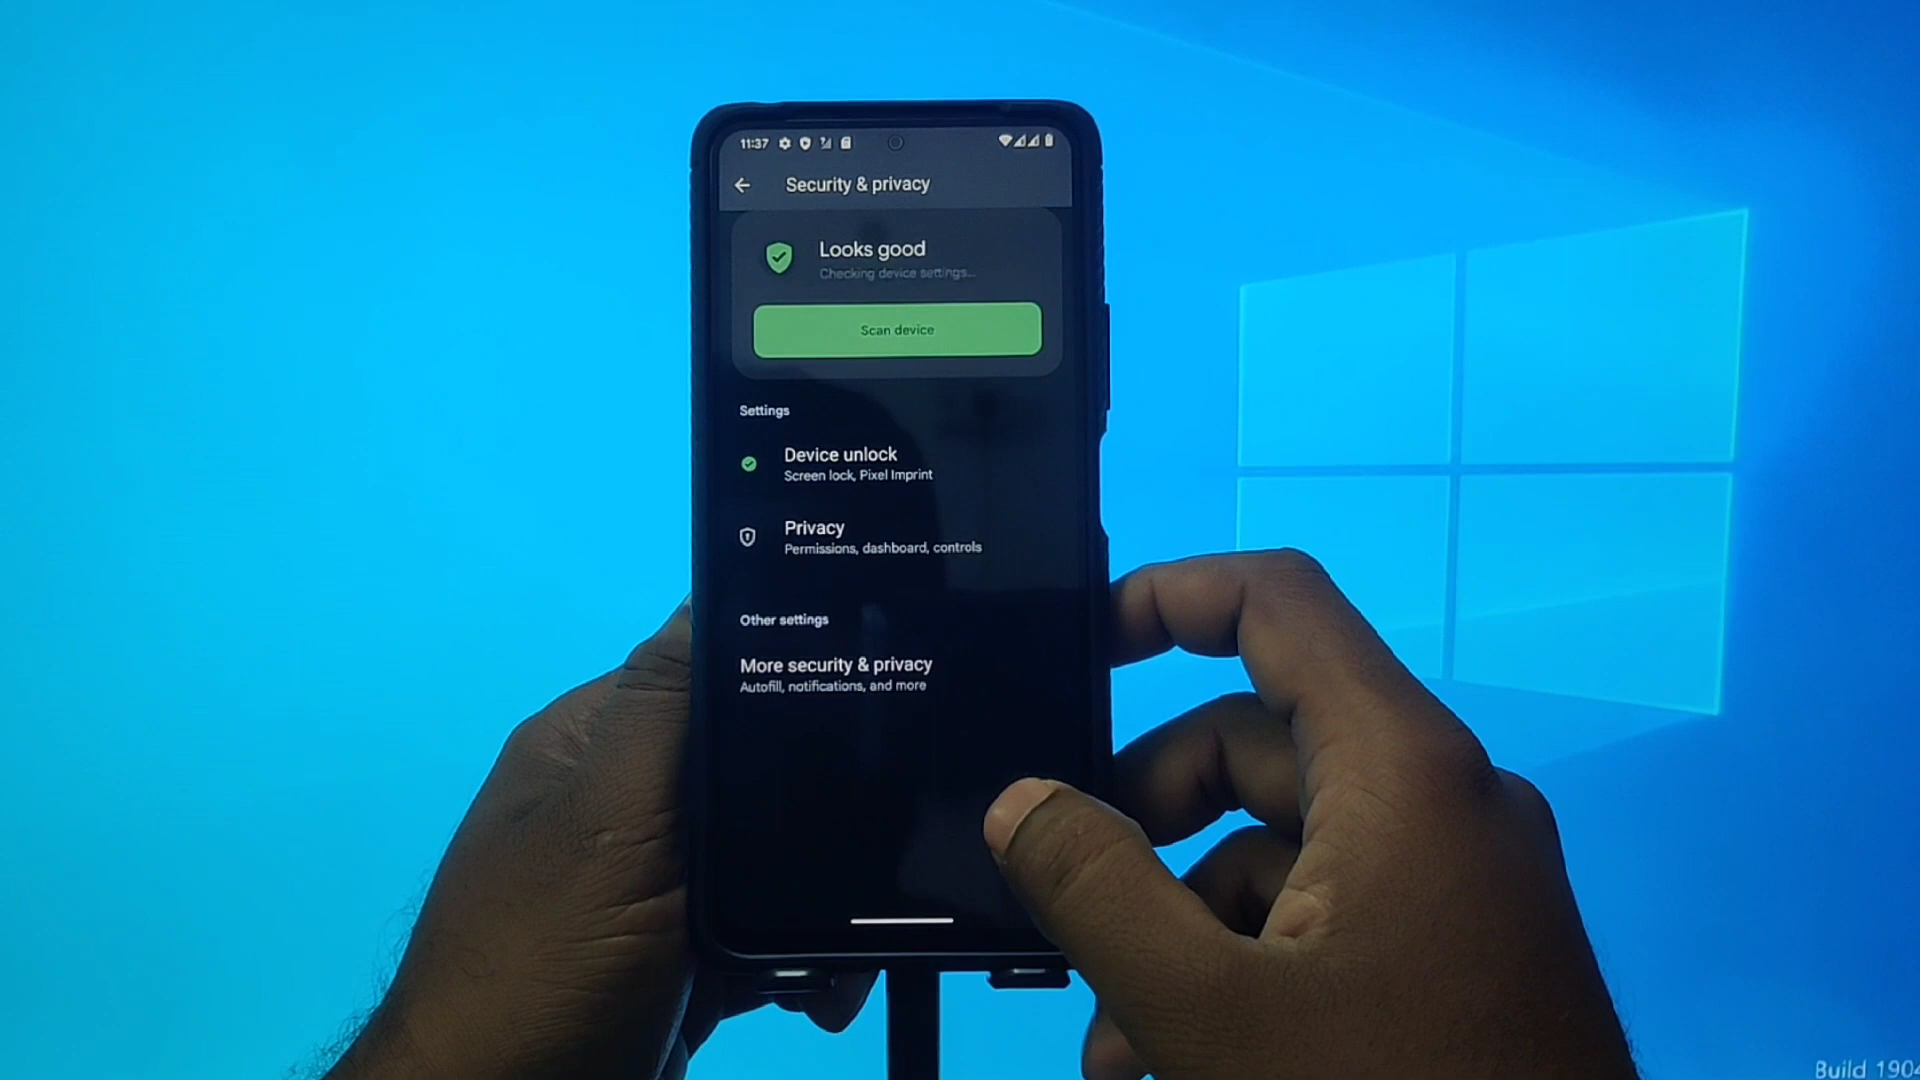 11:37
Security & privacy
Looks good
Checking device settings...
Scan device
Settings
Device unlock
Screen lock, Pixel Imprint
Privacy
Permissions, dashboard, controls
Other settings
More security & privacy
Autofill, notifications, and more
Build 1904